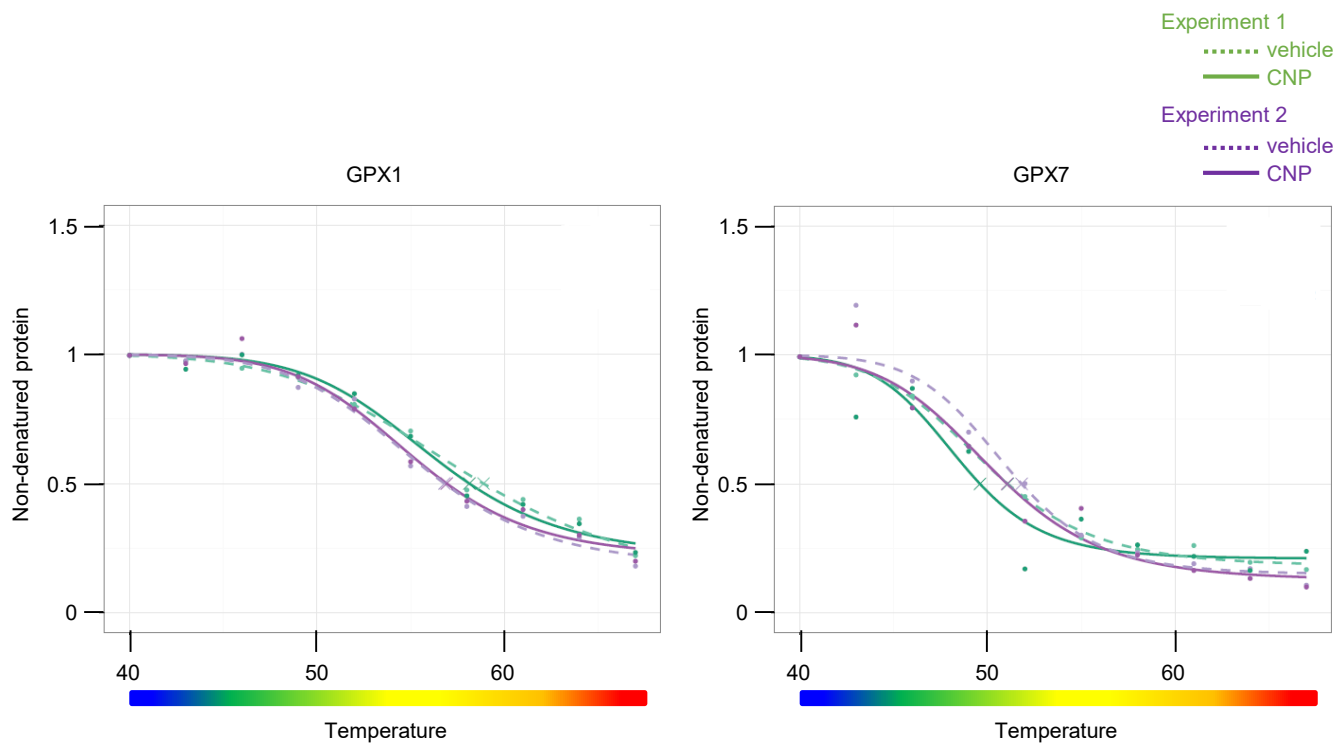 Experiment 1
vehicle
CNP
Experiment 2
vehicle
CNP
GPX1
GPX7
Non-denatured protein
1.5
1
0.5
0
40
50
60
Temperature
Non-denatured protein
1.5
1
0.5
0
40
50
60
Temperature